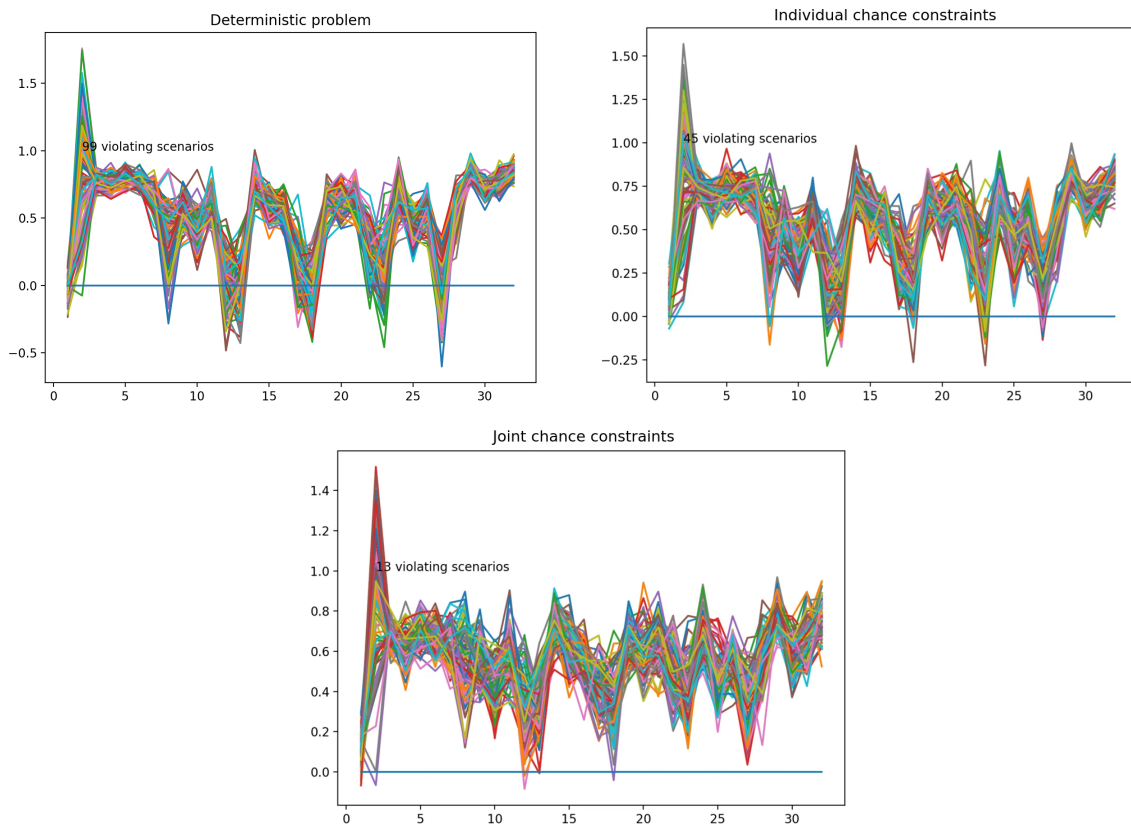 Deterministic problem
1.5
1.0
0.5
0.0
−0.5
99 violating scenarios
0 5 10 15 20 25 30
Individual chance constraints
1.50
1.25
1.00
0.75
0.50
0.25
0.00
−0.25
45 violating scenarios
0 5 10 15 20 25 30
Joint chance constraints
1.4
1.2
1.0
0.8
0.6
0.4
0.2
0.0
13 violating scenarios
0 5 10 15 20 25 30